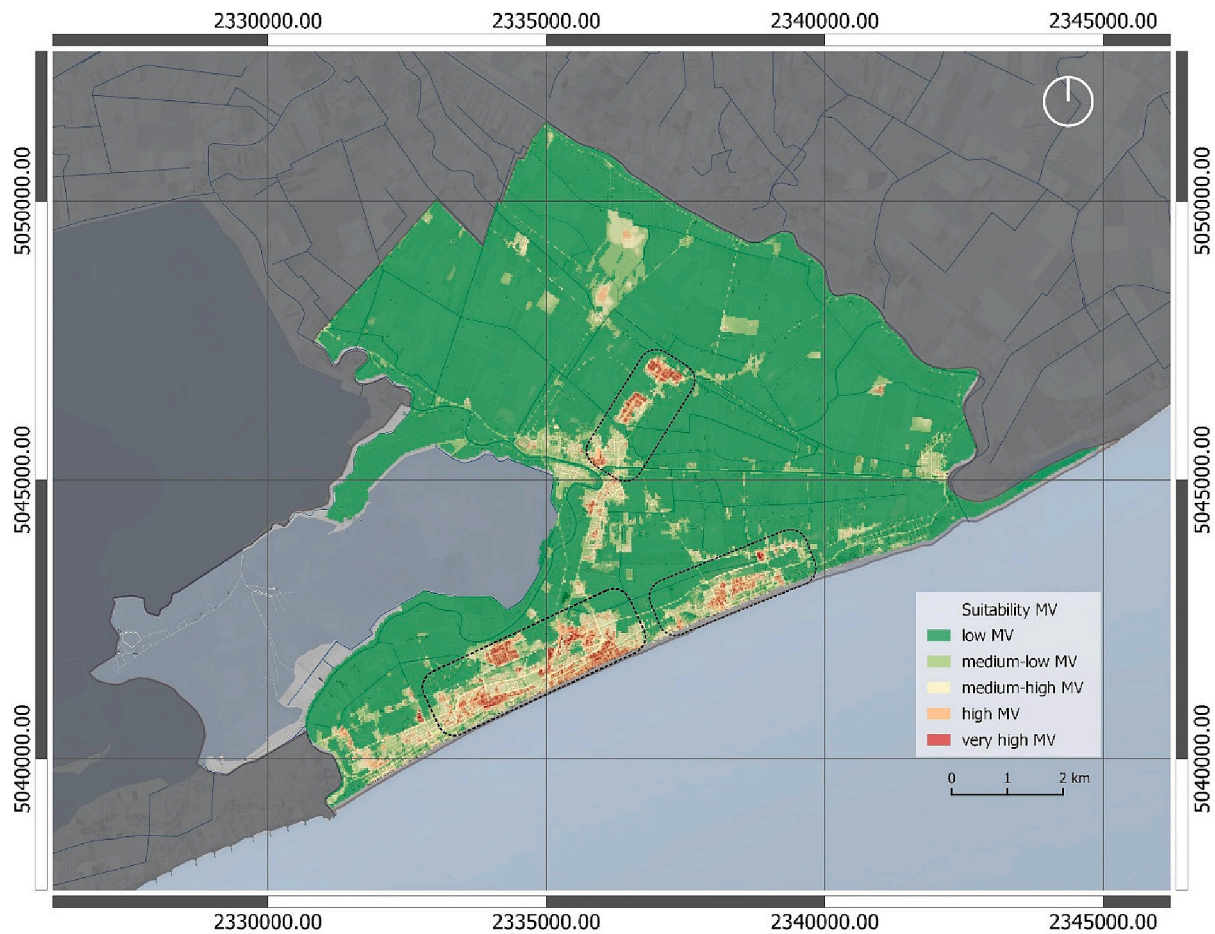 2330000.00 2335000.00 2340000.00 2345000.00
5050000.00 5050000.00
5045000.00 5045000.00
Suitability MV
low MV
medium-low MV
medium-high MV
high MV
very high MV
5040000.00 5040000.00
0 1 2 km
2330000.00 2335000.00 2340000.00 2345000.00